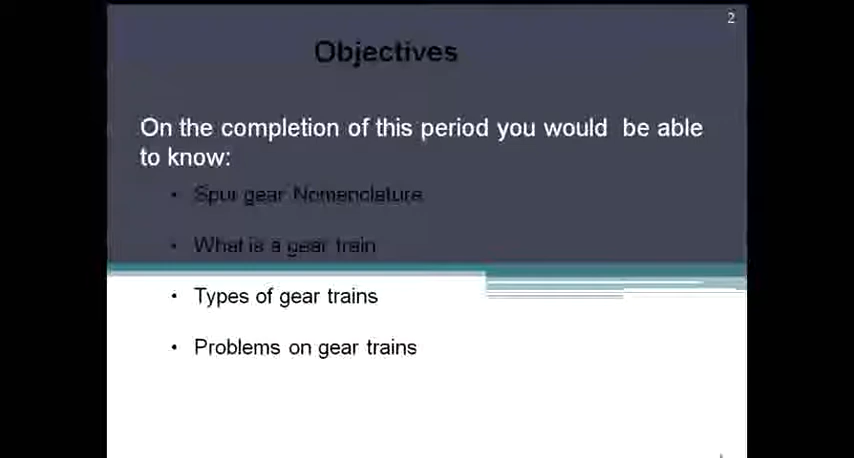 2
Objectives
On the completion of this period you would be able
to know:
• Spur gear Nomenclature
• What is a gear train
• Types of gear trains
• Problems on gear trains